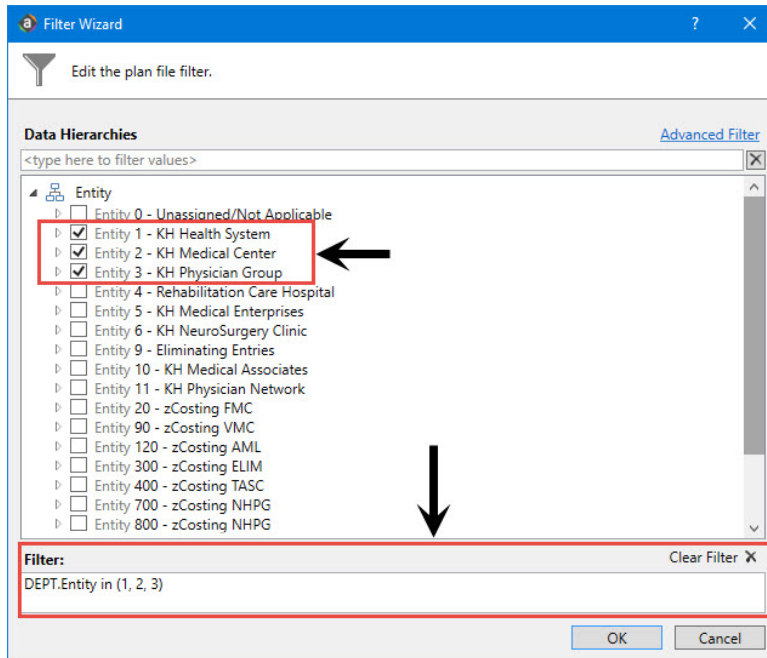 Filter Wizard
?
Edit the plan file filter.
Data Hierarchies
Advanced Filter
<type here to filter values>
Entity
Entity 0 - Unassigned/Not Applicable
Entity 1 - KH Health System
Entity 2 - KH Medical Center
Entity 3 - KH Physician Group
Entity 4 - Rehabilitation Care Hospital
Entity 5 - KH Medical Enterprises
Entity 6 - KH NeuroSurgery Clinic
Entity 9 - Eliminating Entries
Entity 10 - KH Medical Associates
Entity 11 - KH Physician Network
Entity 20 - zCosting FMC
Entity 90 - zCosting VMC
Entity 120 - zCosting AML
Entity 300 - zCosting ELIM
Entity 400 - zCosting TASC
Entity 700 - zCosting NHPG
Entity 800 - zCosting NHPG
Filter:
Clear Filter
DEPT.Entity in (1, 2, 3)
OK
Cancel